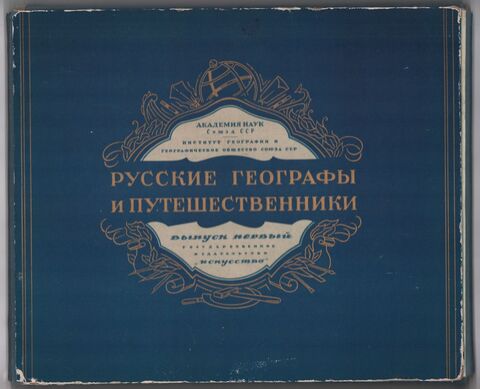 АКАДЕМИЯ НАУК
Союза ССР
ИНСТИТУТ ГЕОГРАФИИ И
ГЕОГРАФИЧЕСКОЕ ОБЩЕСТВО СОЮЗА ССР
РУССКИЕ ГЕОГРАФЫ
И ПУТЕШЕСТВЕННИКИ
выпуск первый
ГОСУДАРСТВЕННОЕ
ИЗДАТЕЛЬСТВО
„искусство"